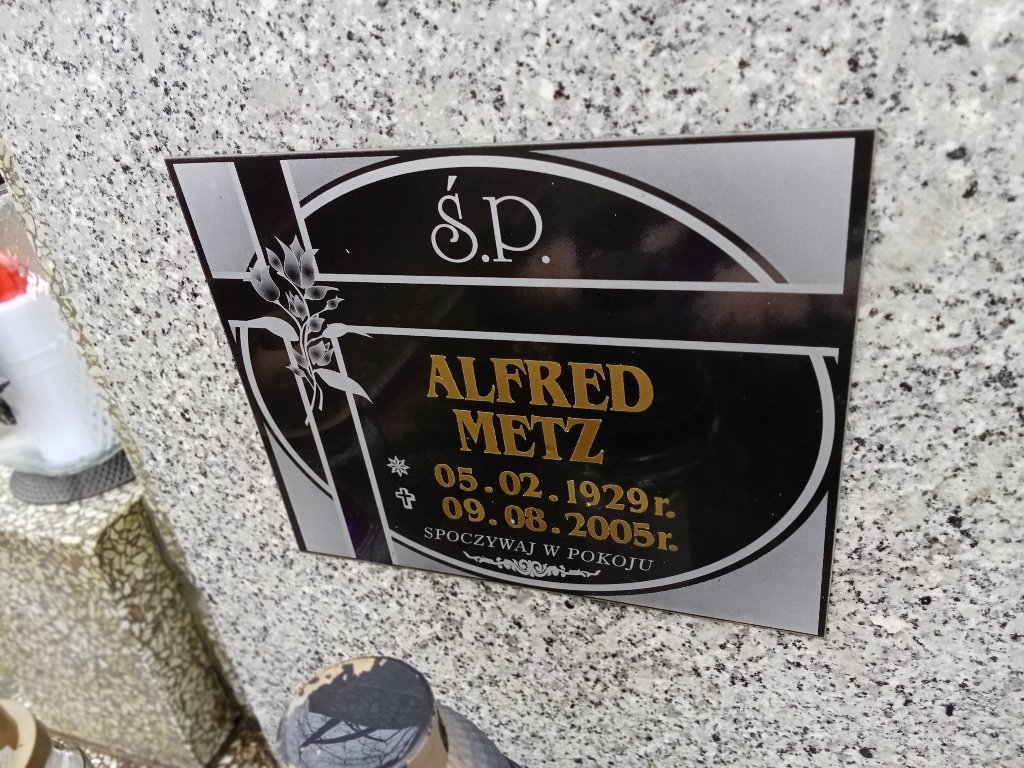 Ś.P.
ALFRED
METZ
05.02.1929r.
09.08.2005r.
SPOCZYWAJ W POKOJU